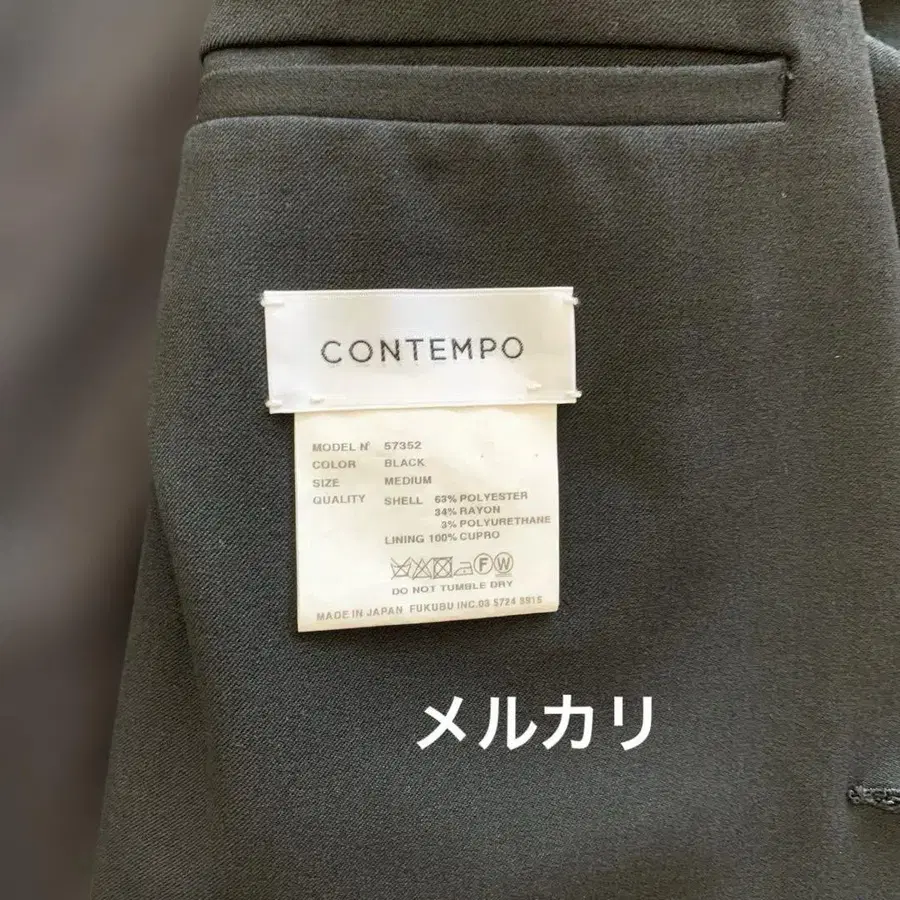 CONTEMPO
MODEL Nº 57352
COLOR BLACK
SIZE MEDIUM
QUALITY SHELL 63% POLYESTER
34% RAYON
3% POLYURETHANE
LINING 100% CUPRO
F W
DO NOT TUMBLE DRY
MADE IN JAPAN FUKUBU INC.03 5724
メルカリ